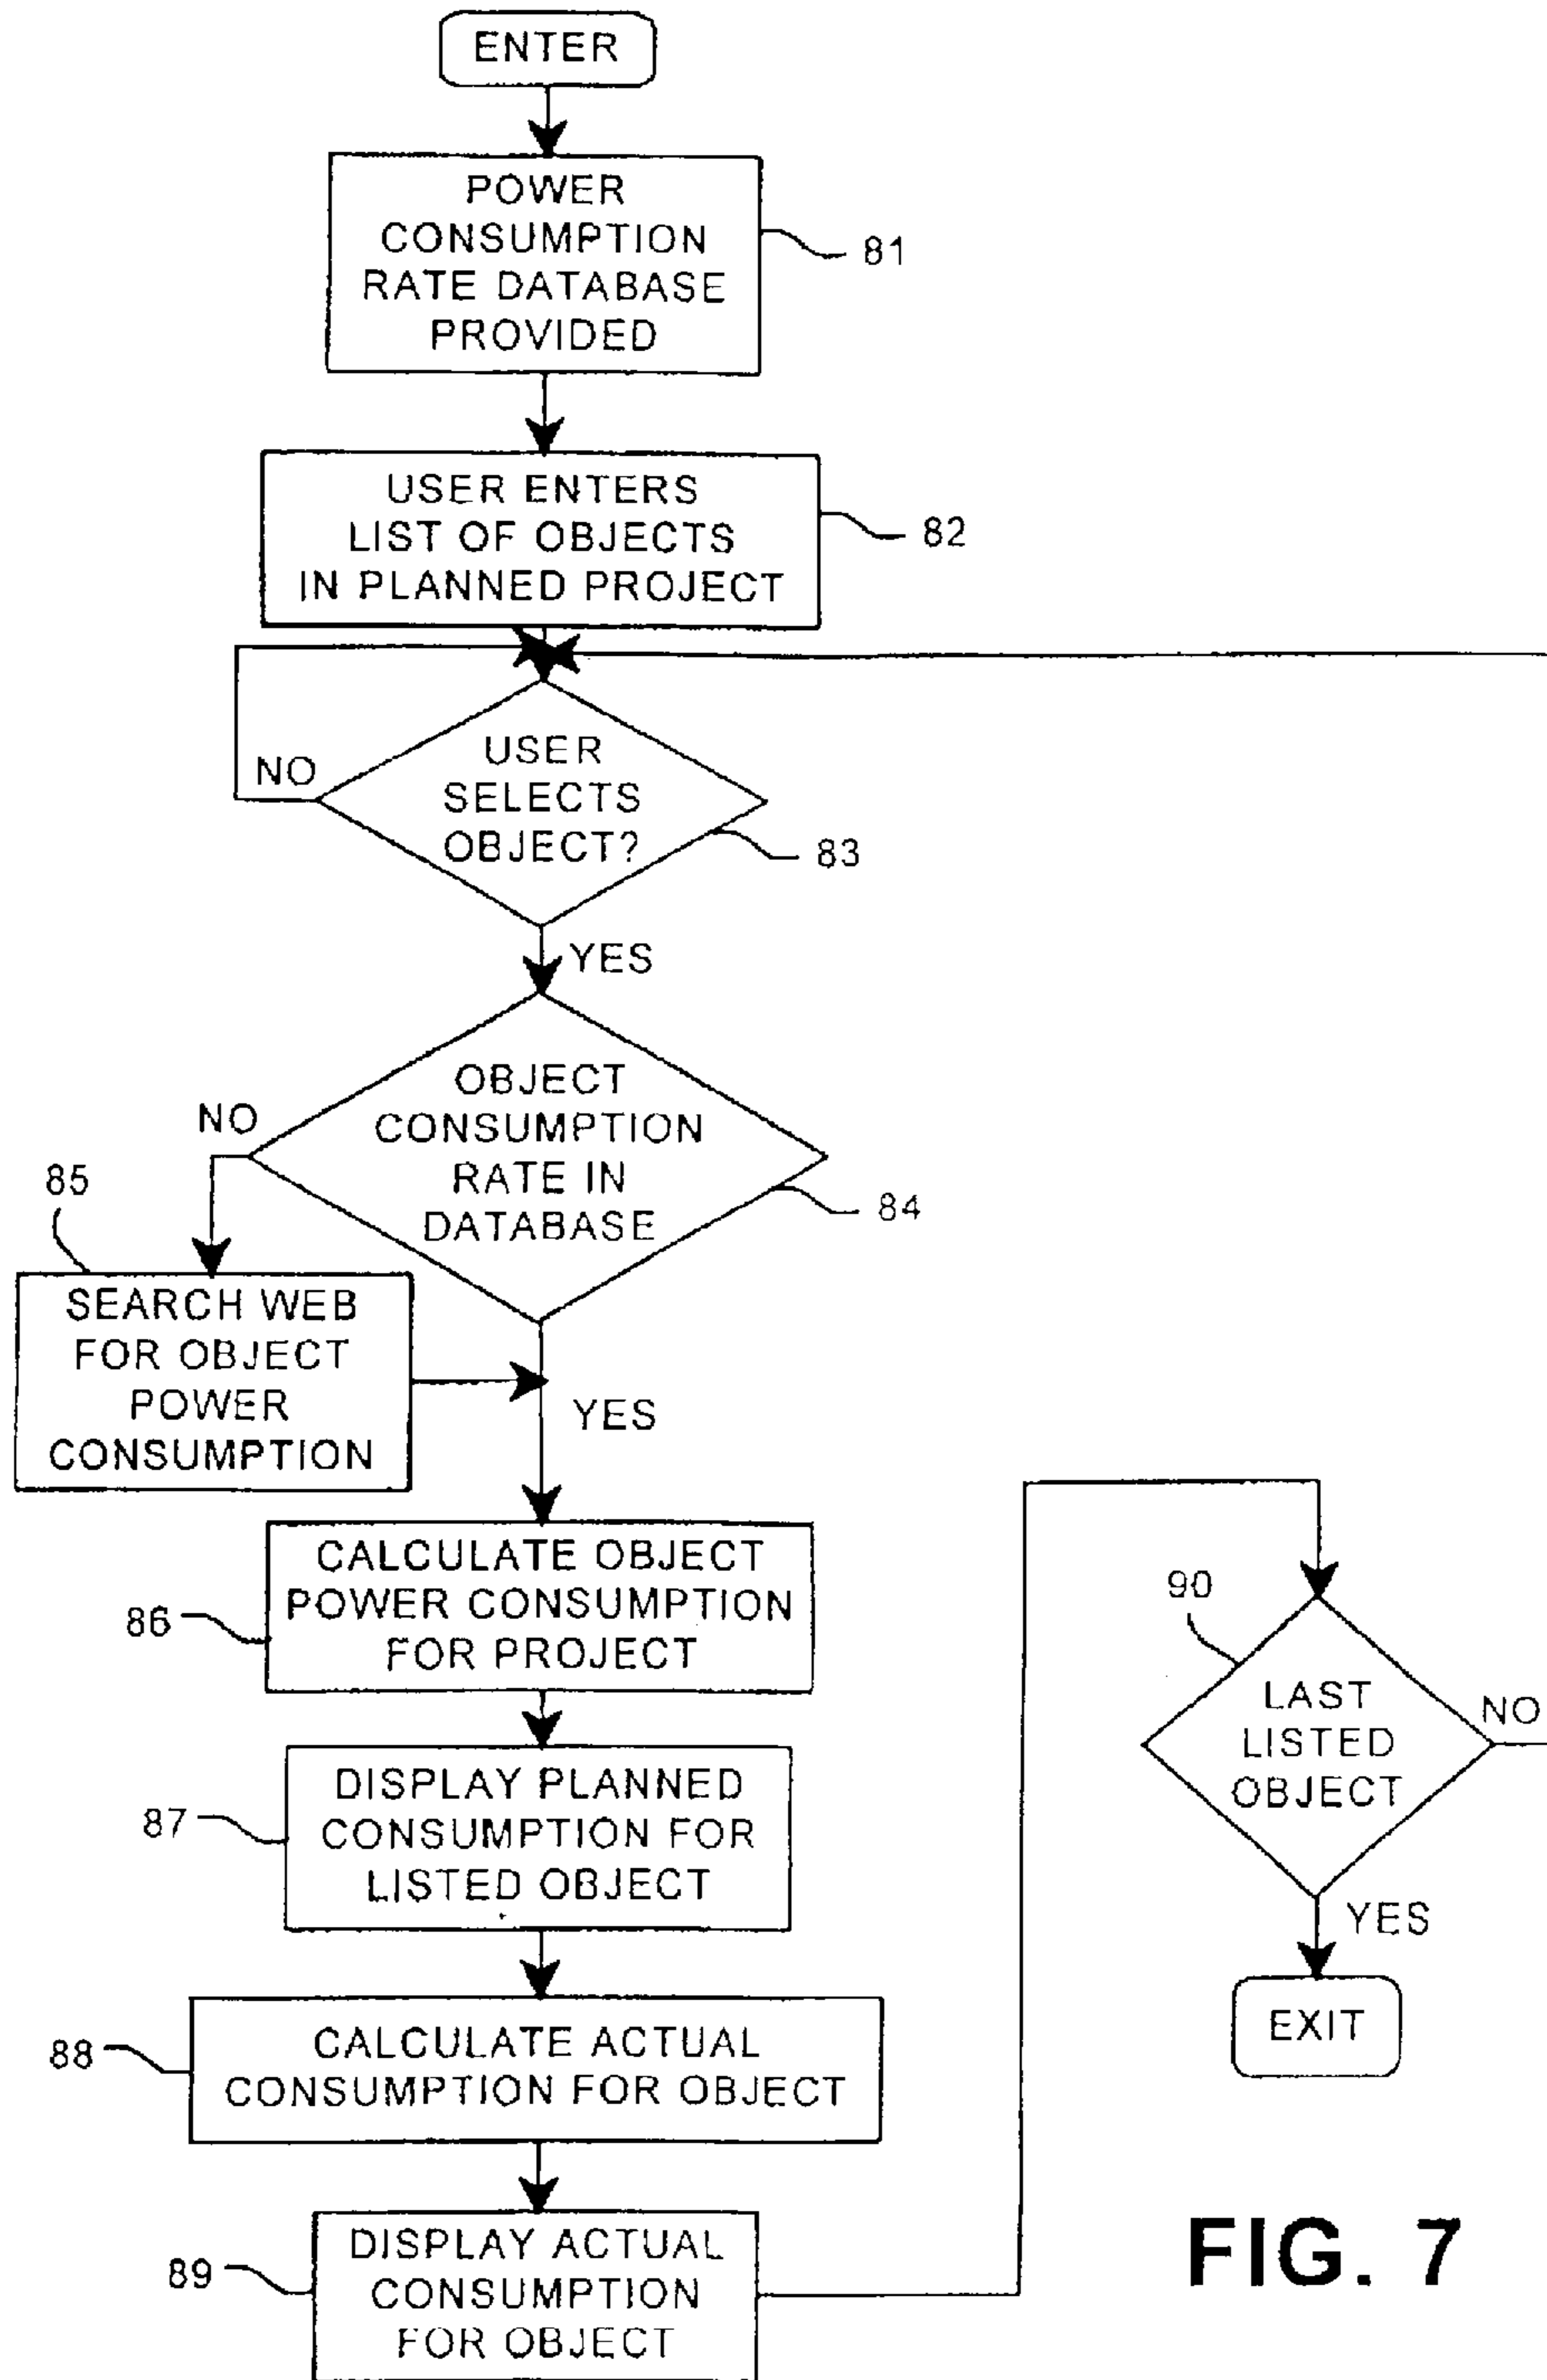 ENTER
POWER
CONSUMPTION
RATE DATABASE
PROVIDED
81
USER ENTERS
LIST OF OBJECTS
IN PLANNED PROJECT
82
NO
USER
SELECTS
OBJECT?
83
YES
NO
OBJECT
CONSUMPTION
RATE IN
DATABASE
84
85
SEARCH WEB
FOR OBJECT
POWER
CONSUMPTION
YES
CALCULATE OBJECT
POWER CONSUMPTION
FOR PROJECT
86
DISPLAY PLANNED
CONSUMPTION FOR
LISTED OBJECT
87
CALCULATE ACTUAL
CONSUMPTION FOR OBJECT
88
DISPLAY ACTUAL
CONSUMPTION
FOR OBJECT
89
90
LAST
LISTED
OBJECT
NO
YES
EXIT
FIG. 7